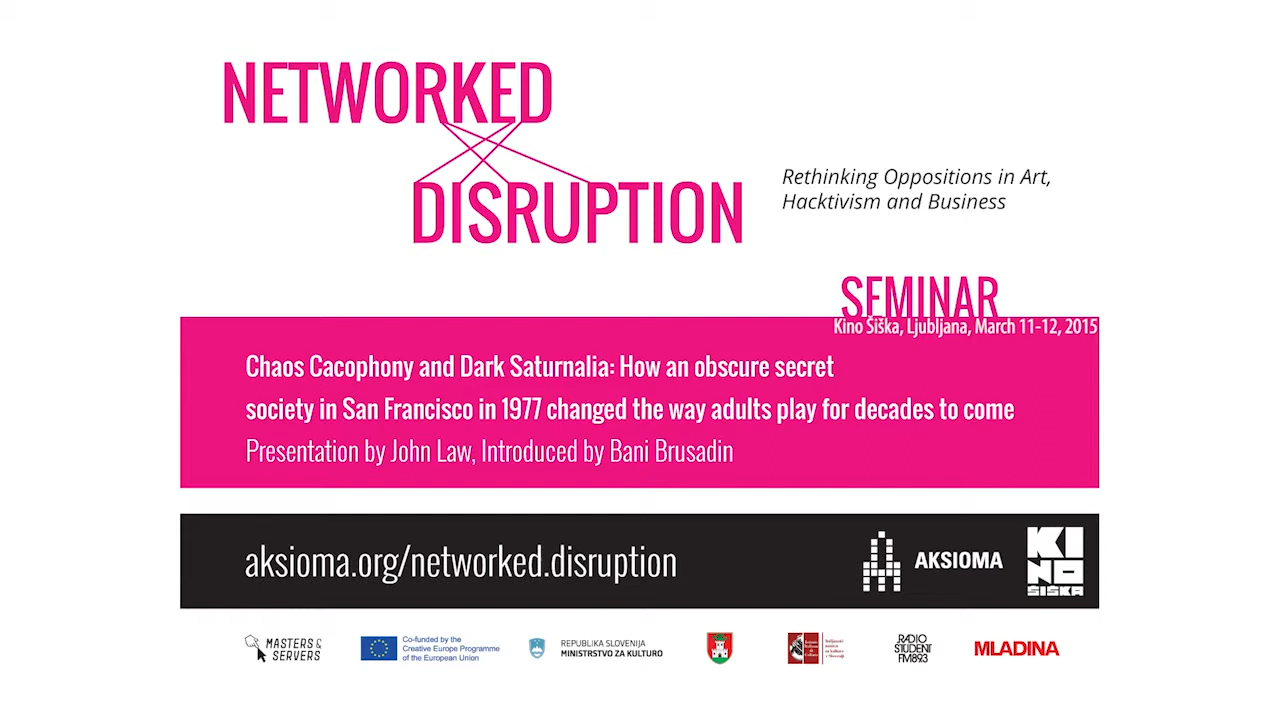 NETWORKED
DISRUPTION
Rethinking Oppositions in Art,
Hacktivism and Business
SEMINAR
Kino Šiška, Ljubljana, March 11-12, 2015
Chaos Cacophony and Dark Saturnalia: How an obscure secret
society in San Francisco in 1977 changed the way adults play for decades to come
Presentation by John Law, Introduced by Bani Brusadin
aksioma.org/networked.disruption
AKSIOMA
KI
NO
SISKA
MASTERS &
SERVERS
Co-funded by the
Creative Europe Programme
of the European Union
REPUBLIKA SLOVENIJA
MINISTRSTVO ZA KULTURO
RADIO
STUDENT
FM89.3
MLADINA